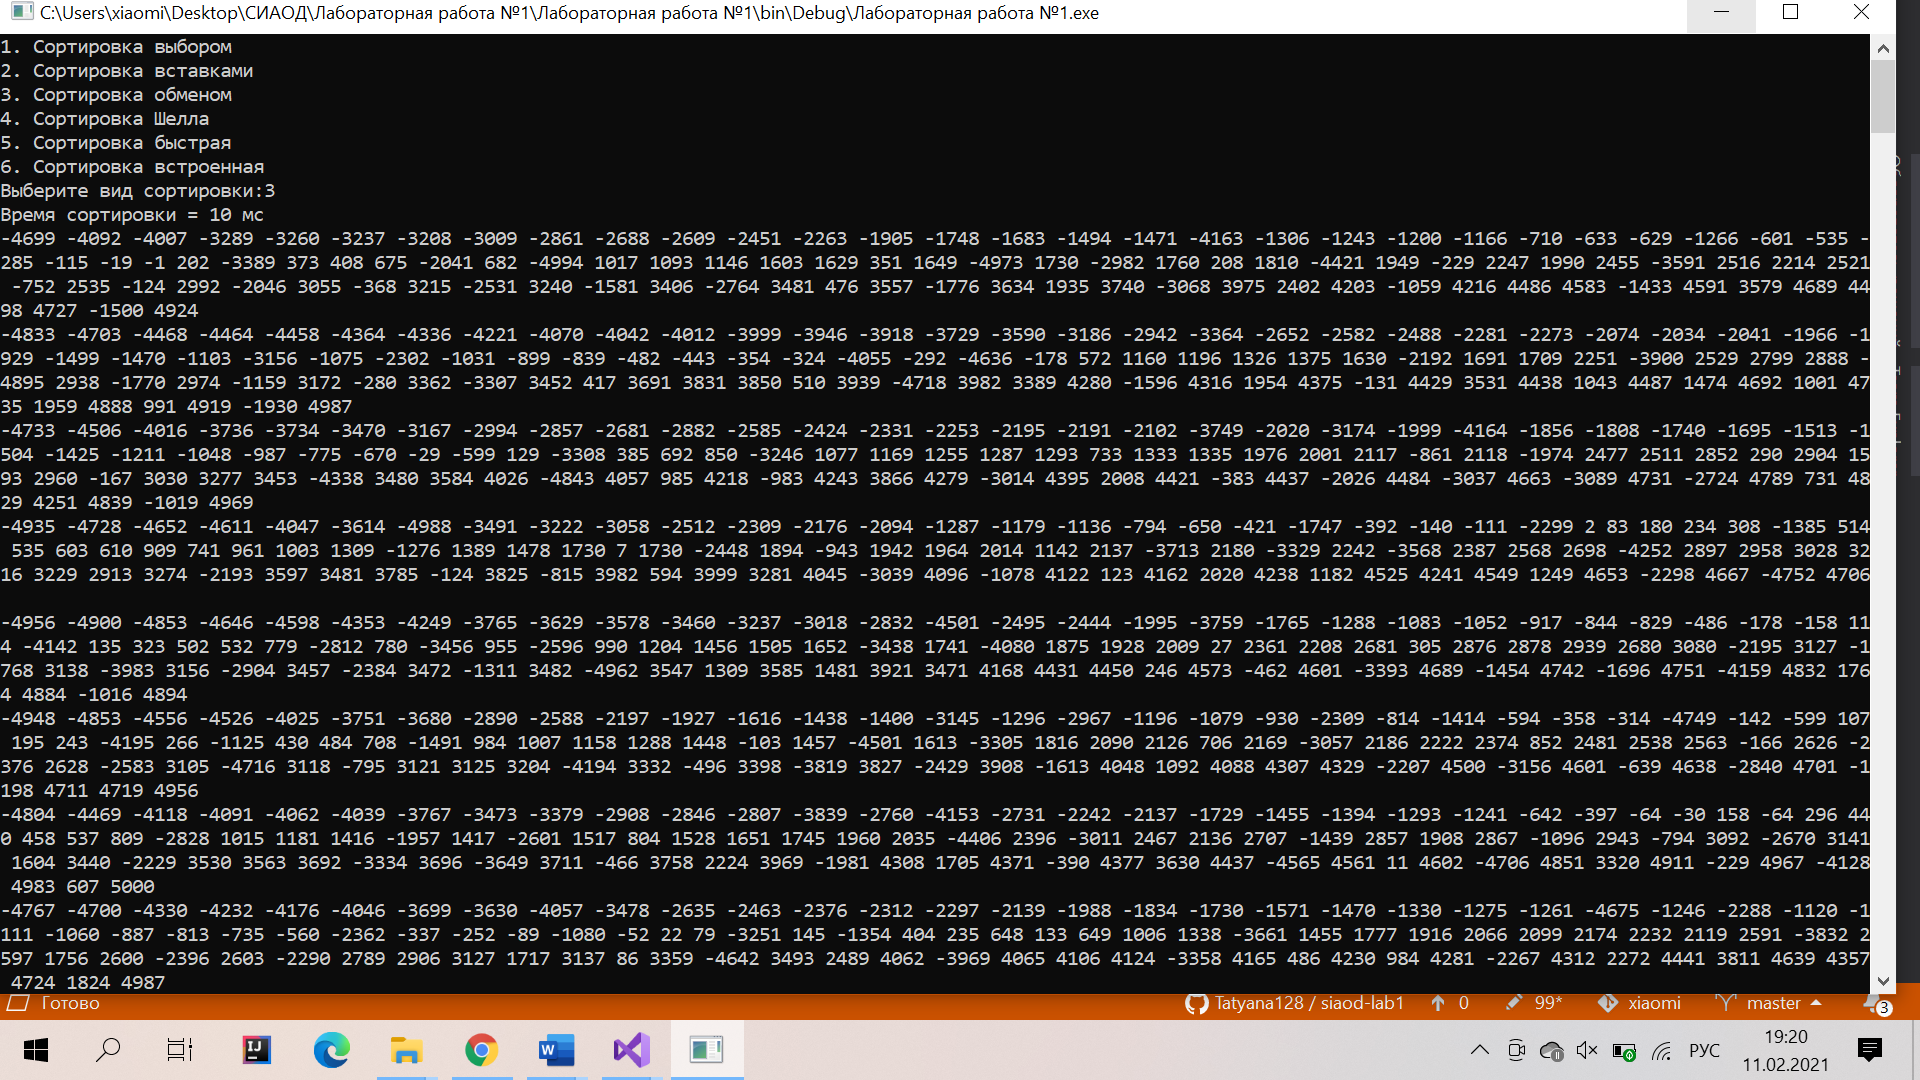 C:\Users\xiaomi\Desktop\СИАОД\Лабораторная работа №1\Лабораторная работа №1\bin\Debug\Лабораторная работа №1.exe
1. Сортировка выбором
2. Сортировка вставками
3. Сортировка обменом
4. Сортировка Шелла
5. Сортировка быстрая
6. Сортировка встроенная
Выберите вид сортировки:3
Время сортировки = 10 мс
-4699 -4092 -4007 -3289 -3260 -3237 -3208 -3009 -2861 -2688 -2609 -2451 -2263 -1905 -1748 -1683 -1494 -1471 -4163 -1306 -1243 -1200 -1166 -710 -633 -629 -1266 -601 -535 -
285 -115 -19 -1 202 -3389 373 408 675 -2041 682 -4994 1017 1093 1146 1603 1629 351 1649 -4973 1730 -2982 1760 208 1810 -4421 1949 -229 2247 1990 2455 -3591 2516 2214 2521
-752 2535 -124 2992 -2046 3055 -368 3215 -2531 3240 -1581 3406 -2764 3481 476 3557 -1776 3634 1935 3740 -3068 3975 2402 4203 -1059 4216 4486 4583 -1433 4591 3579 4689 44
98 4727 -1500 4924
-4833 -4703 -4468 -4464 -4458 -4364 -4336 -4221 -4070 -4042 -4012 -3999 -3946 -3918 -3729 -3590 -3186 -2942 -3364 -2652 -2582 -2488 -2281 -2273 -2074 -2034 -2041 -1966 -1
929 -1499 -1470 -1103 -3156 -1075 -2302 -1031 -899 -839 -482 -443 -354 -324 -4055 -292 -4636 -178 572 1160 1196 1326 1375 1630 -2192 1691 1709 2251 -3900 2529 2799 2888 -
4895 2938 -1770 2974 -1159 3172 -280 3362 -3307 3452 417 3691 3831 3850 510 3939 -4718 3982 3389 4280 -1596 4316 1954 4375 -131 4429 3531 4438 1043 4487 1474 4692 1001 47
35 1959 4888 991 4919 -1930 4987
-4733 -4506 -4016 -3736 -3734 -3470 -3167 -2994 -2857 -2681 -2882 -2585 -2424 -2331 -2253 -2195 -2191 -2102 -3749 -2020 -3174 -1999 -4164 -1856 -1808 -1740 -1695 -1513 -1
504 -1425 -1211 -1048 -987 -775 -670 -29 -599 129 -3308 385 692 850 -3246 1077 1169 1255 1287 1293 733 1333 1335 1976 2001 2117 -861 2118 -1974 2477 2511 2852 290 2904 15
93 2960 -167 3030 3277 3453 -4338 3480 3584 4026 -4843 4057 985 4218 -983 4243 3866 4279 -3014 4395 2008 4421 -383 4437 -2026 4484 -3037 4663 -3089 4731 -2724 4789 731 48
29 4251 4839 -1019 4969
-4935 -4728 -4652 -4611 -4047 -3614 -4988 -3491 -3222 -3058 -2512 -2309 -2176 -2094 -1287 -1179 -1136 -794 -650 -421 -1747 -392 -140 -111 -2299 2 83 180 234 308 -1385 514
535 603 610 909 741 961 1003 1309 -1276 1389 1478 1730 7 1730 -2448 1894 -943 1942 1964 2014 1142 2137 -3713 2180 -3329 2242 -3568 2387 2568 2698 -4252 2897 2958 3028 32
16 3229 2913 3274 -2193 3597 3481 3785 -124 3825 -815 3982 594 3999 3281 4045 -3039 4096 -1078 4122 123 4162 2020 4238 1182 4525 4241 4549 1249 4653 -2298 4667 -4752 4706
-4956 -4900 -4853 -4646 -4598 -4353 -4249 -3765 -3629 -3578 -3460 -3237 -3018 -2832 -4501 -2495 -2444 -1995 -3759 -1765 -1288 -1083 -1052 -917 -844 -829 -486 -178 -158 11
4 -4142 135 323 502 532 779 -2812 780 -3456 955 -2596 990 1204 1456 1505 1652 -3438 1741 -4080 1875 1928 2009 27 2361 2208 2681 305 2876 2878 2939 2680 3080 -2195 3127 -1
768 3138 -3983 3156 -2904 3457 -2384 3472 -1311 3482 -4962 3547 1309 3585 1481 3921 3471 4168 4431 4450 246 4573 -462 4601 -3393 4689 -1454 4742 -1696 4751 -4159 4832 176
4 4884 -1016 4894
-4948 -4853 -4556 -4526 -4025 -3751 -3680 -2890 -2588 -2197 -1927 -1616 -1438 -1400 -3145 -1296 -2967 -1196 -1079 -930 -2309 -814 -1414 -594 -358 -314 -4749 -142 -599 107
195 243 -4195 266 -1125 430 484 708 -1491 984 1007 1158 1288 1448 -103 1457 -4501 1613 -3305 1816 2090 2126 706 2169 -3057 2186 2222 2374 852 2481 2538 2563 -166 2626 -2
376 2628 -2583 3105 -4716 3118 -795 3121 3125 3204 -4194 3332 -496 3398 -3819 3827 -2429 3908 -1613 4048 1092 4088 4307 4329 -2207 4500 -3156 4601 -639 4638 -2840 4701 -1
198 4711 4719 4956
-4804 -4469 -4118 -4091 -4062 -4039 -3767 -3473 -3379 -2908 -2846 -2807 -3839 -2760 -4153 -2731 -2242 -2137 -1729 -1455 -1394 -1293 -1241 -642 -397 -64 -30 158 -64 296 44
0 458 537 809 -2828 1015 1181 1416 -1957 1417 -2601 1517 804 1528 1651 1745 1960 2035 -4406 2396 -3011 2467 2136 2707 -1439 2857 1908 2867 -1096 2943 -794 3092 -2670 3141
1604 3440 -2229 3530 3563 3692 -3334 3696 -3649 3711 -466 3758 2224 3969 -1981 4308 1705 4371 -390 4377 3630 4437 -4565 4561 11 4602 -4706 4851 3320 4911 -229 4967 -4128
4983 607 5000
-4767 -4700 -4330 -4232 -4176 -4046 -3699 -3630 -4057 -3478 -2635 -2463 -2376 -2312 -2297 -2139 -1988 -1834 -1730 -1571 -1470 -1330 -1275 -1261 -4675 -1246 -2288 -1120 -1
111 -1060 -887 -813 -735 -560 -2362 -337 -252 -89 -1080 -52 22 79 -3251 145 -1354 404 235 648 133 649 1006 1338 -3661 1455 1777 1916 2066 2099 2174 2232 2119 2591 -3832 2
597 1756 2600 -2396 2603 -2290 2789 2906 3127 1717 3137 86 3359 -4642 3493 2489 4062 -3969 4065 4106 4124 -3358 4165 486 4230 984 4281 -2267 4312 2272 4441 3811 4639 4357
4724 1824 4987
Готово Tatyana128 / siaod-lab1 0 99* xiaomi master 3
РУС 19:20
11.02.2021